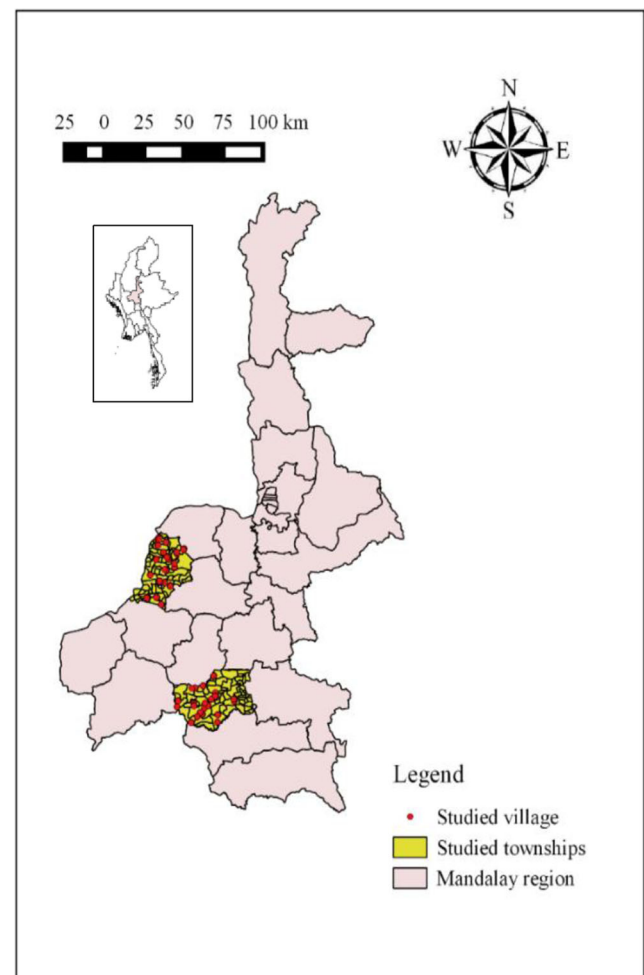 N
25 0 25 50 75 100 km
W E
S
Legend
Studied village
Studied townships
Mandalay region